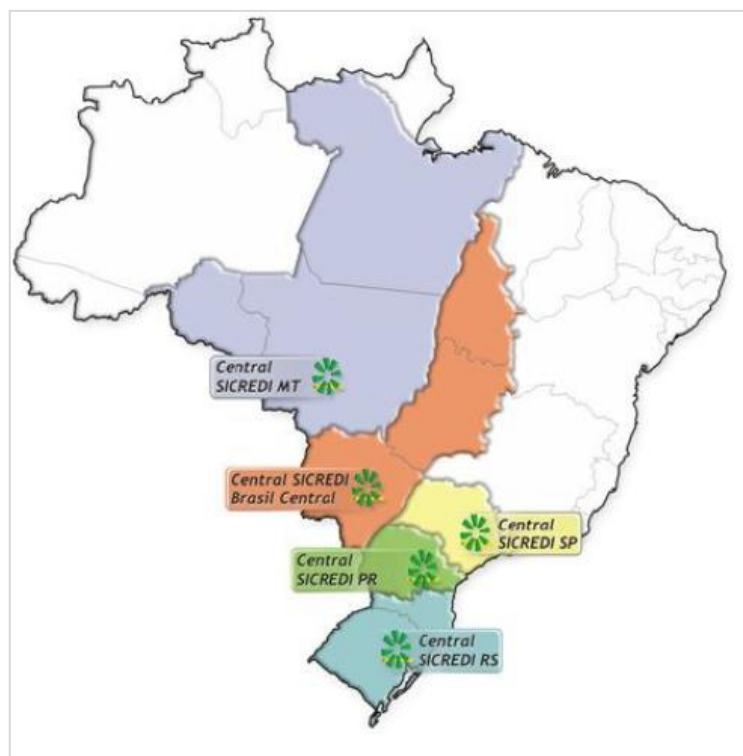 Central
SICREDI MT
Central SICREDI
Brasil Central
Central
SICREDI SP
Central
SICREDI PR
Central
SICREDI RS